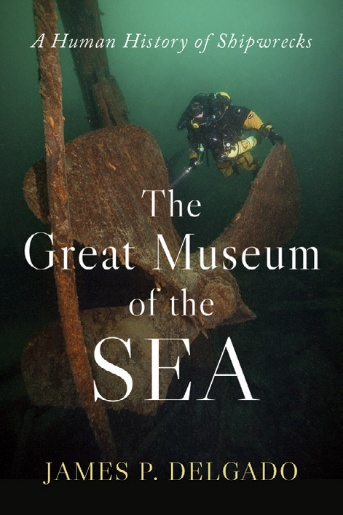 A Human History of Shipwrecks
The
Great Museum
of the
SEA
JAMES P. DELGADO